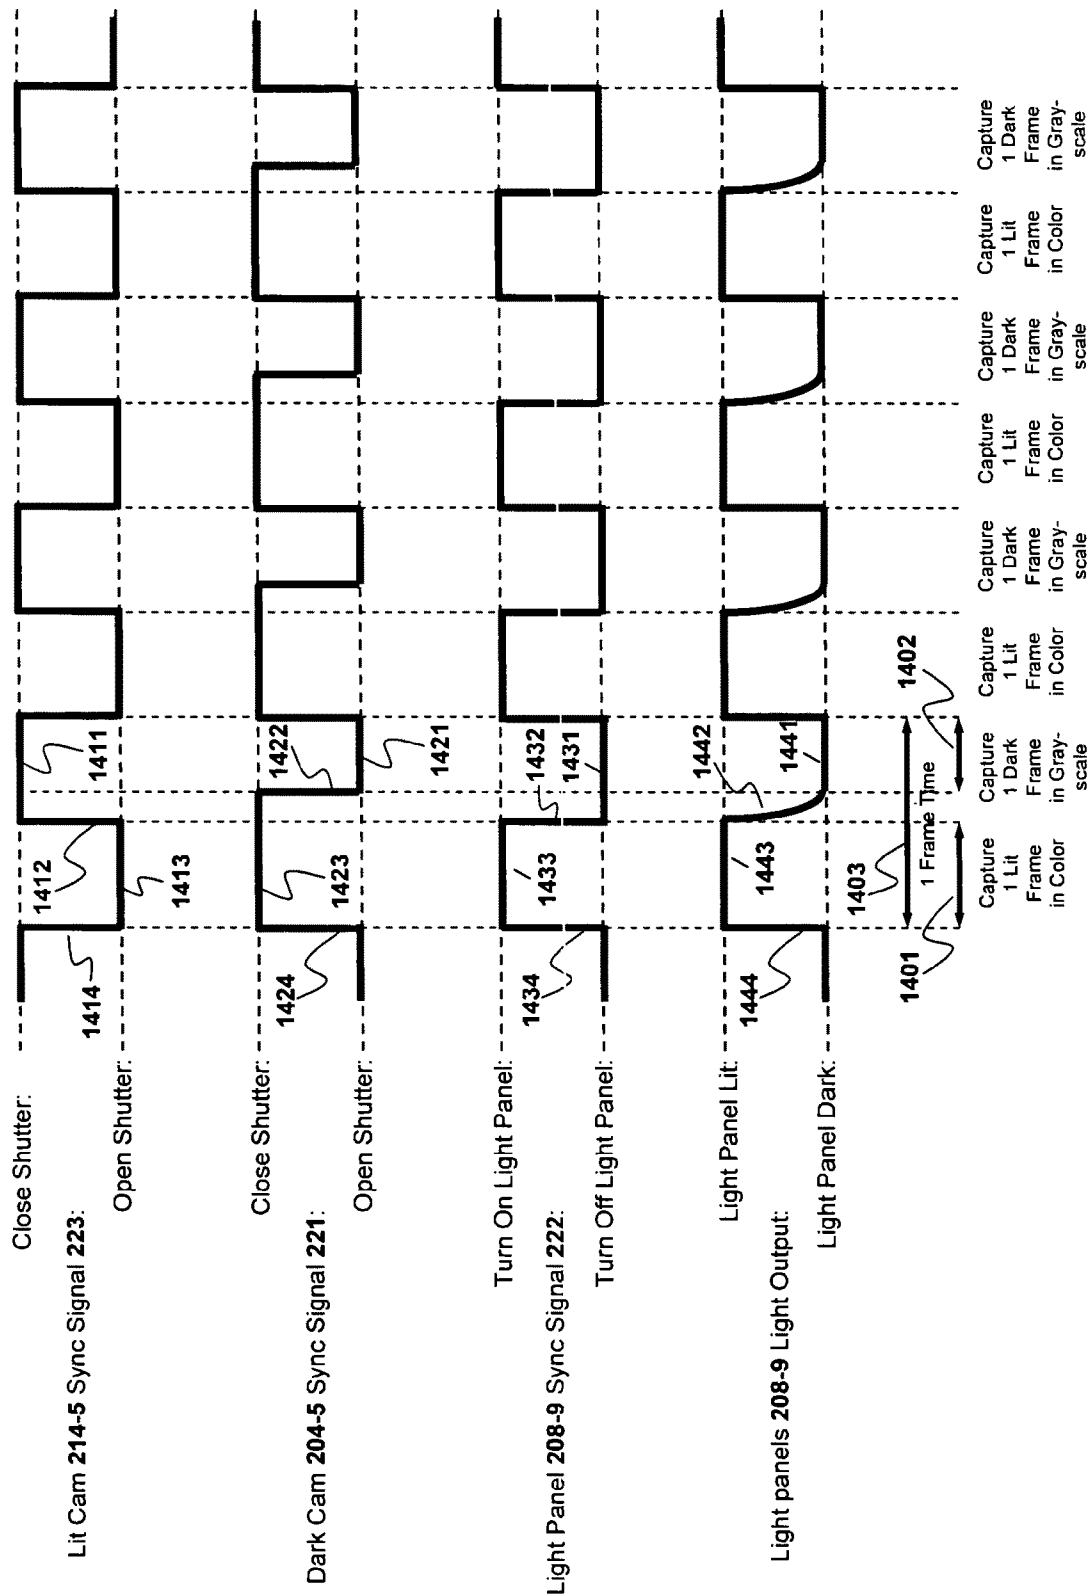 Close Shutter:
Lit Cam 214-5 Sync Signal 223:
Open Shutter:
1414
1412
1413
1411
Close Shutter:
Dark Cam 204-5 Sync Signal 221:
Open Shutter:
1424
1423
1422
1421
Turn On Light Panel:
Light Panel 208-9 Sync Signal 222:
Turn Off Light Panel:
1434
1433
1432
1431
Light Panel Lit:
Light panels 208-9 Light Output:
Light Panel Dark:
1444
1443
1442
1441
1403
1 Frame Time
1401
1402
Capture
1 Lit
Frame
in Color
Capture
1 Dark
Frame
in Gray-
scale
Capture
1 Lit
Frame
in Color
Capture
1 Dark
Frame
in Gray-
scale
Capture
1 Lit
Frame
in Color
Capture
1 Dark
Frame
in Gray-
scale
Capture
1 Lit
Frame
in Color
Capture
1 Dark
Frame
in Gray-
scale